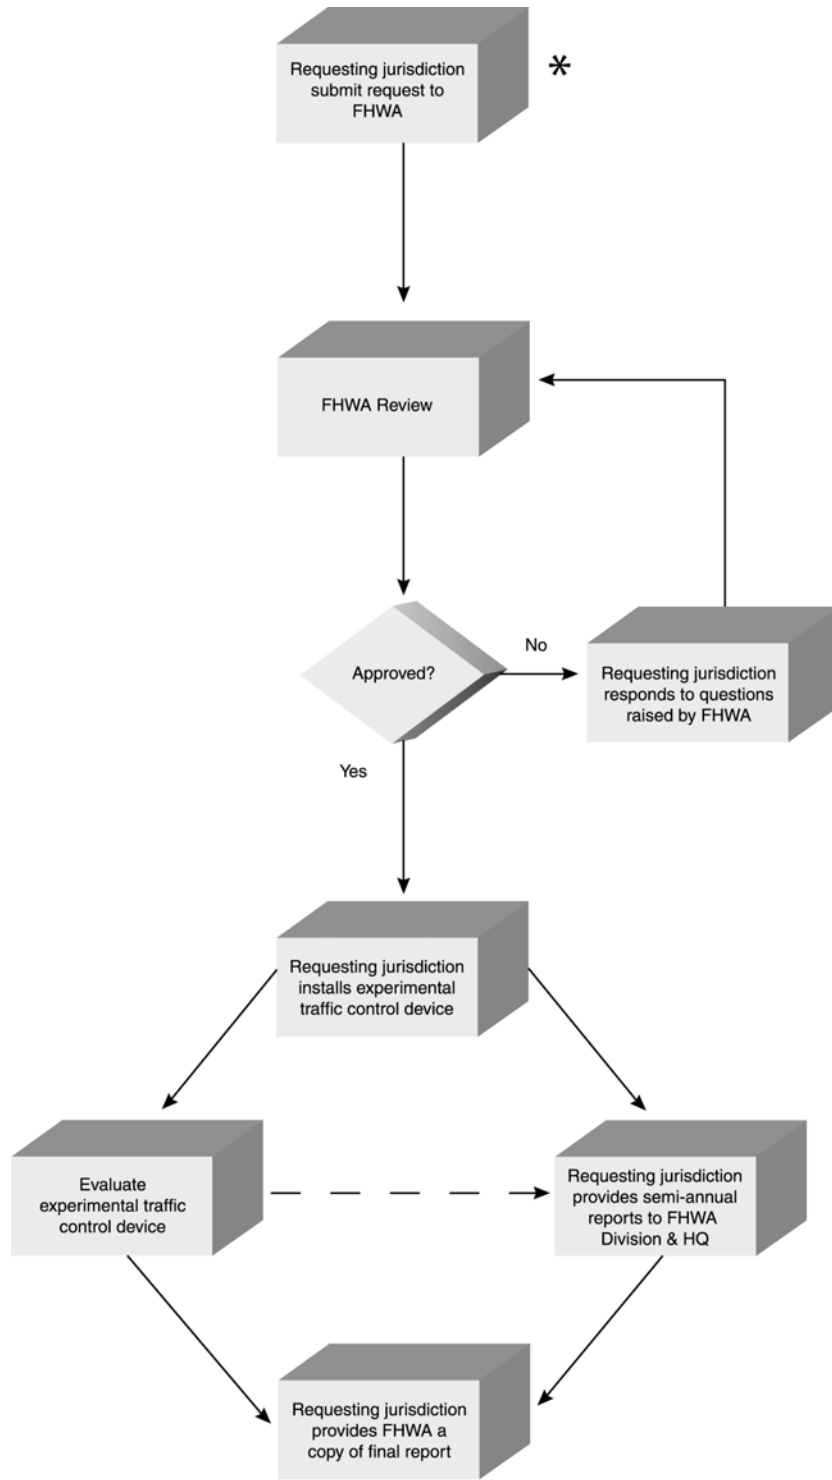 Requesting jurisdiction
submit request to
FHWA
*
FHWA Review
Approved?
No
Requesting jurisdiction
responds to questions
raised by FHWA
Yes
Requesting jurisdiction
installs experimental
traffic control device
Evaluate
experimental traffic
control device
Requesting jurisdiction
provides semi-annual
reports to FHWA
Division & HQ
Requesting jurisdiction
provides FHWA a
copy of final report